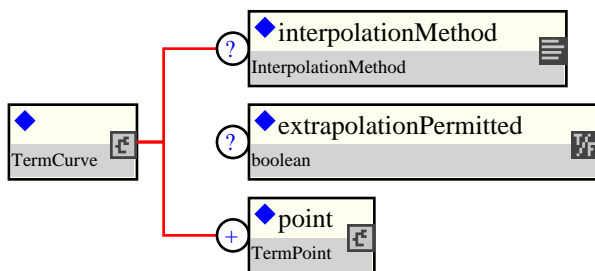 ? interpolationMethod
InterpolationMethod
TermCurve
? extrapolationPermitted
boolean T/F
+ point
TermPoint